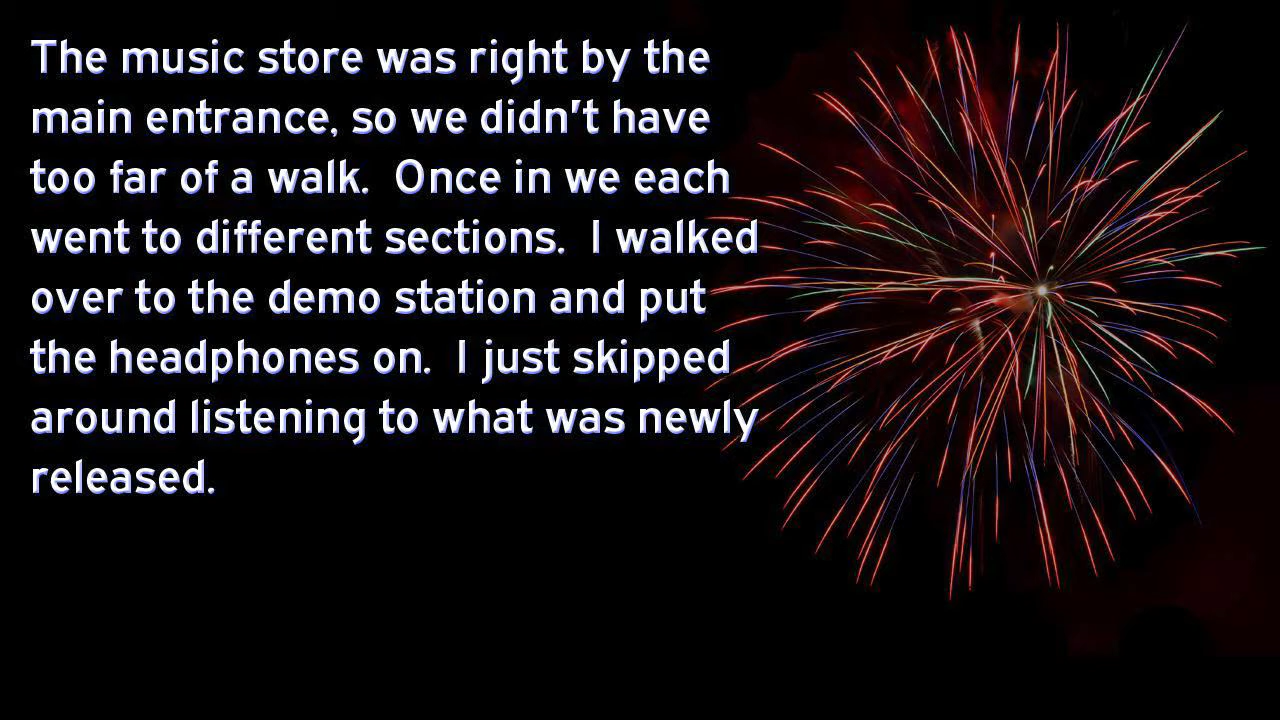 The music store was right by the
main entrance, so we didn't have
too far of a walk.  Once in we each
went to different sections.  I walked
over to the demo station and put
the headphones on.  I just skipped
around listening to what was newly
released.